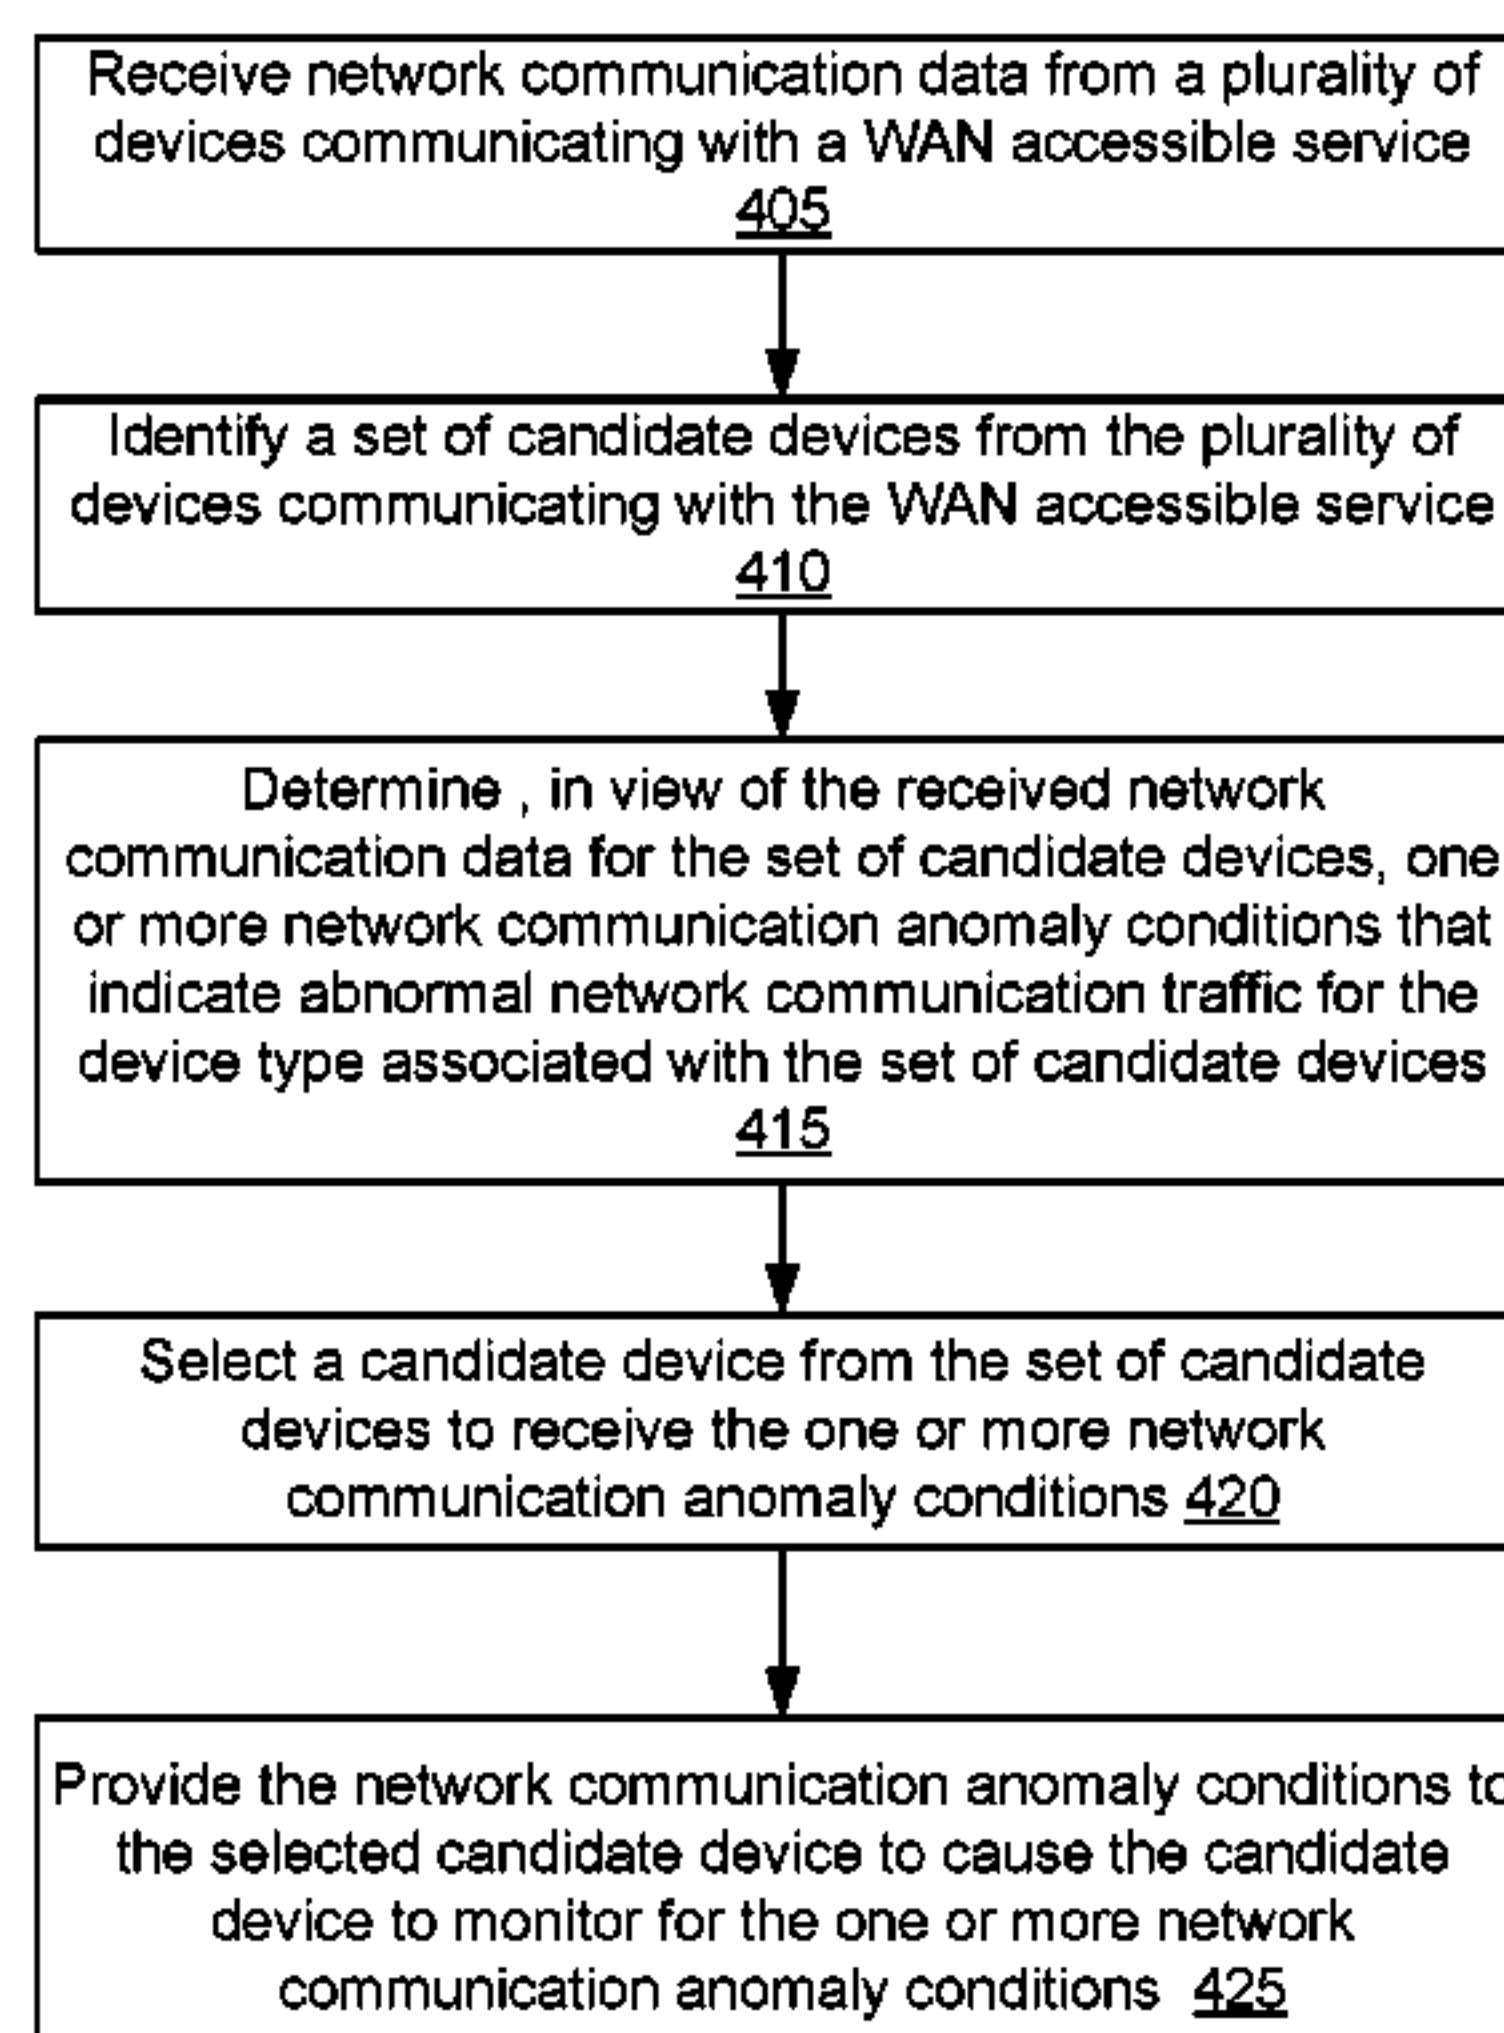 Receive network communication data from a plurality of
devices communicating with a WAN accessible service
405
Identify a set of candidate devices from the plurality of
devices communicating with the WAN accessible service
410
Determine , in view of the received network
communication data for the set of candidate devices, one
or more network communication anomaly conditions that
indicate abnormal network communication traffic for the
device type associated with the set of candidate devices
415
Select a candidate device from the set of candidate
devices to receive the one or more network
communication anomaly conditions 420
Provide the network communication anomaly conditions to
the selected candidate device to cause the candidate
device to monitor for the one or more network
communication anomaly conditions 425